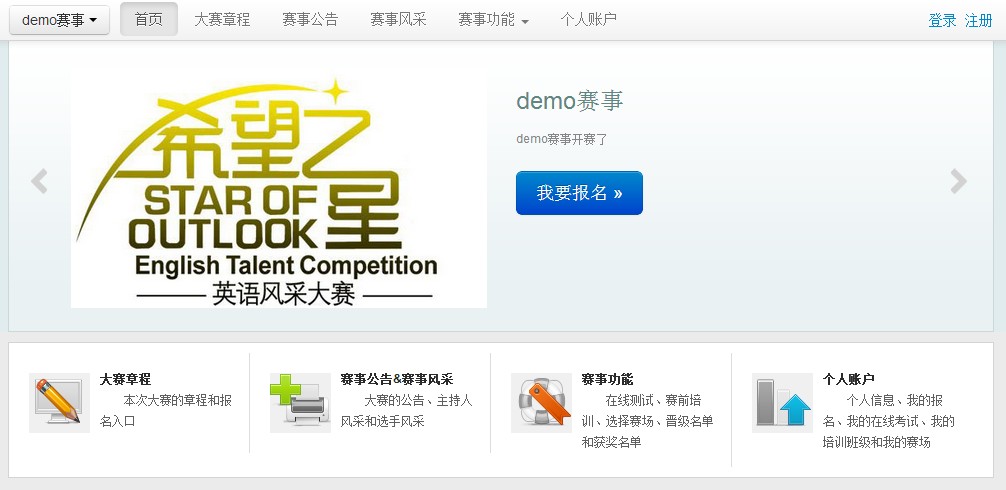 demo赛事 首页 大赛章程 赛事公告 赛事风采 赛事功能 个人账户 登录 注册
希望之星
STAR OF
OUTLOOK
English Talent Competition
英语风采大赛
demo赛事
demo赛事开赛了
我要报名 »
大赛章程
本次大赛的章程和报
名入口
赛事公告&赛事风采
大赛的公告、主持人
风采和选手风采
赛事功能
在线测试、赛前培
训、选择赛场、晋级名单
和获奖名单
个人账户
个人信息、我的报
名、我的在线考试、我的
培训班级和我的赛场